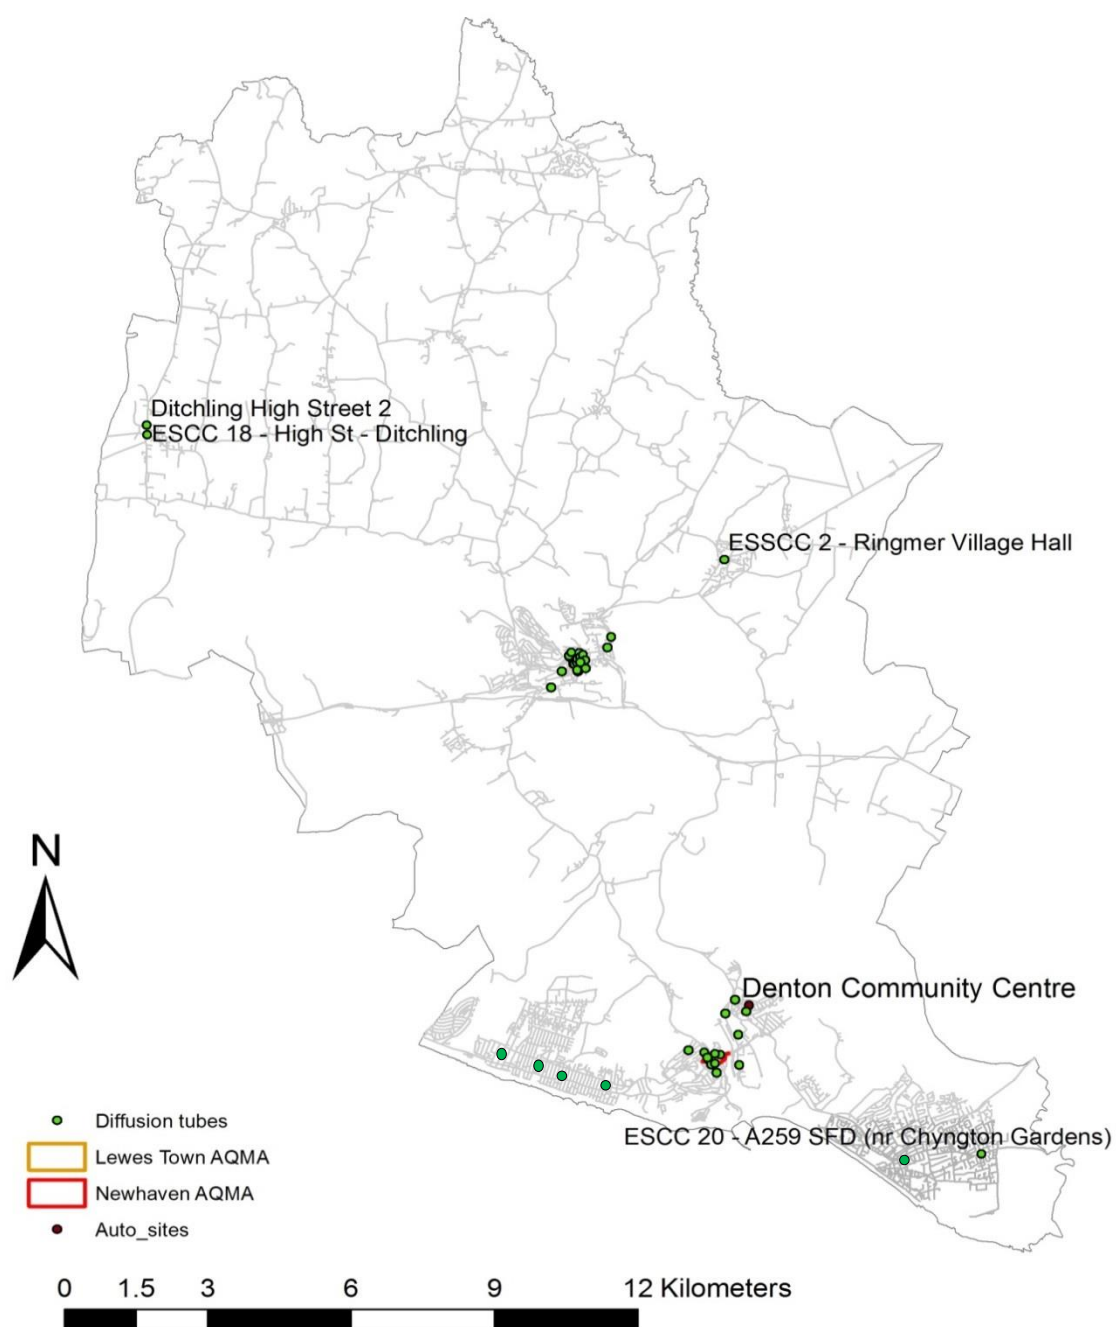 Ditchling High Street 2
ESCC 18 - High St - Ditchling
ESSCC 2 - Ringmer Village Hall
N
Denton Community Centre
ESCC 20 - A259 SFD (nr Chyngton Gardens)
Diffusion tubes
Lewes Town AQMA
Newhaven AQMA
Auto_sites
0 1.5 3 6 9 12 Kilometers